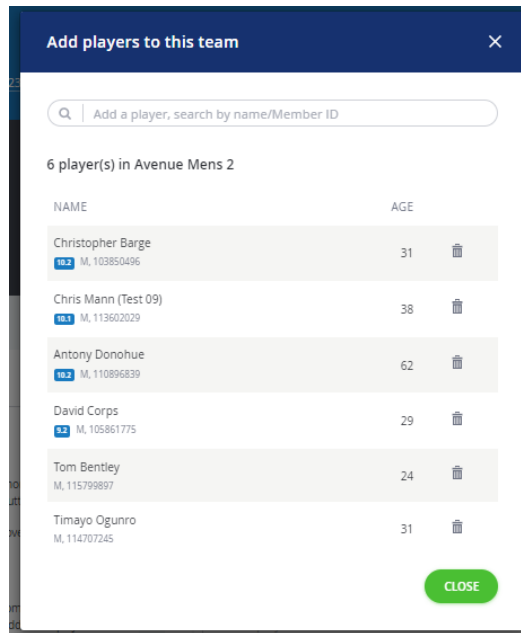 Add players to this team
Add a player, search by name/Member ID
6 player(s) in Avenue Mens 2
NAME AGE
Christopher Barge
10.2 M, 103850496 31
Chris Mann (Test 09)
10.1 M, 113602029 38
Antony Donohue
10.2 M, 110896839 62
David Corps
9.2 M, 105861775 29
Tom Bentley
M, 115799897 24
Timayo Ogunro
M, 114707245 31
CLOSE